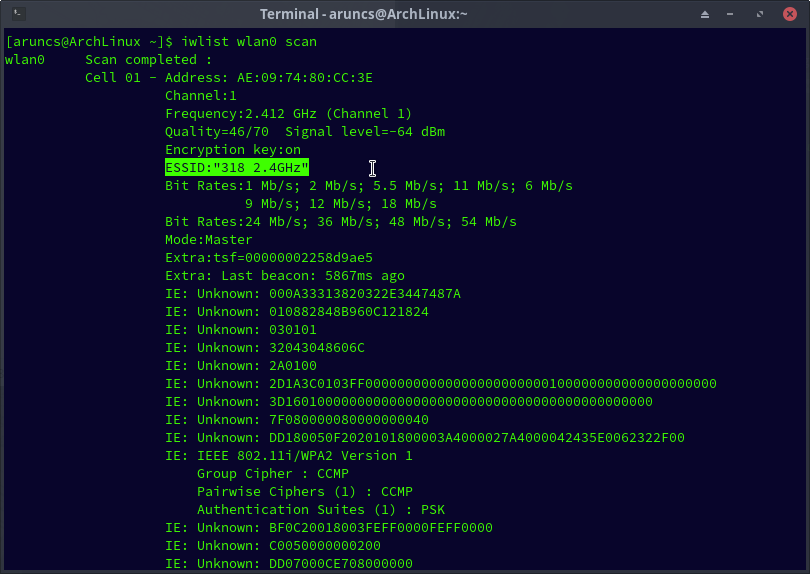 Terminal - aruncs@ArchLinux:~
[aruncs@ArchLinux ~]$ iwlist wlan0 scan
wlan0     Scan completed :
          Cell 01 - Address: AE:09:74:80:CC:3E
                    Channel:1
                    Frequency:2.412 GHz (Channel 1)
                    Quality=46/70  Signal level=-64 dBm
                    Encryption key:on
                    ESSID:"318 2.4GHz"
                    Bit Rates:1 Mb/s; 2 Mb/s; 5.5 Mb/s; 11 Mb/s; 6 Mb/s
                              9 Mb/s; 12 Mb/s; 18 Mb/s
                    Bit Rates:24 Mb/s; 36 Mb/s; 48 Mb/s; 54 Mb/s
                    Mode:Master
                    Extra:tsf=00000002258d9ae5
                    Extra: Last beacon: 5867ms ago
                    IE: Unknown: 000A33313820322E3447487A
                    IE: Unknown: 010882848B960C121824
                    IE: Unknown: 030101
                    IE: Unknown: 32043048606C
                    IE: Unknown: 2A0100
                    IE: Unknown: 2D1A3C0103FF00000000000000000000000100000000000000000000
                    IE: Unknown: 3D1601000000000000000000000000000000000000000000
                    IE: Unknown: 7F080000080000000040
                    IE: Unknown: DD180050F2020101800003A4000027A4000042435E0062322F00
                    IE: IEEE 802.11i/WPA2 Version 1
                        Group Cipher : CCMP
                        Pairwise Ciphers (1) : CCMP
                        Authentication Suites (1) : PSK
                    IE: Unknown: BF0C20018003FEFF0000FEFF0000
                    IE: Unknown: C0050000000200
                    IE: Unknown: DD07000CE708000000